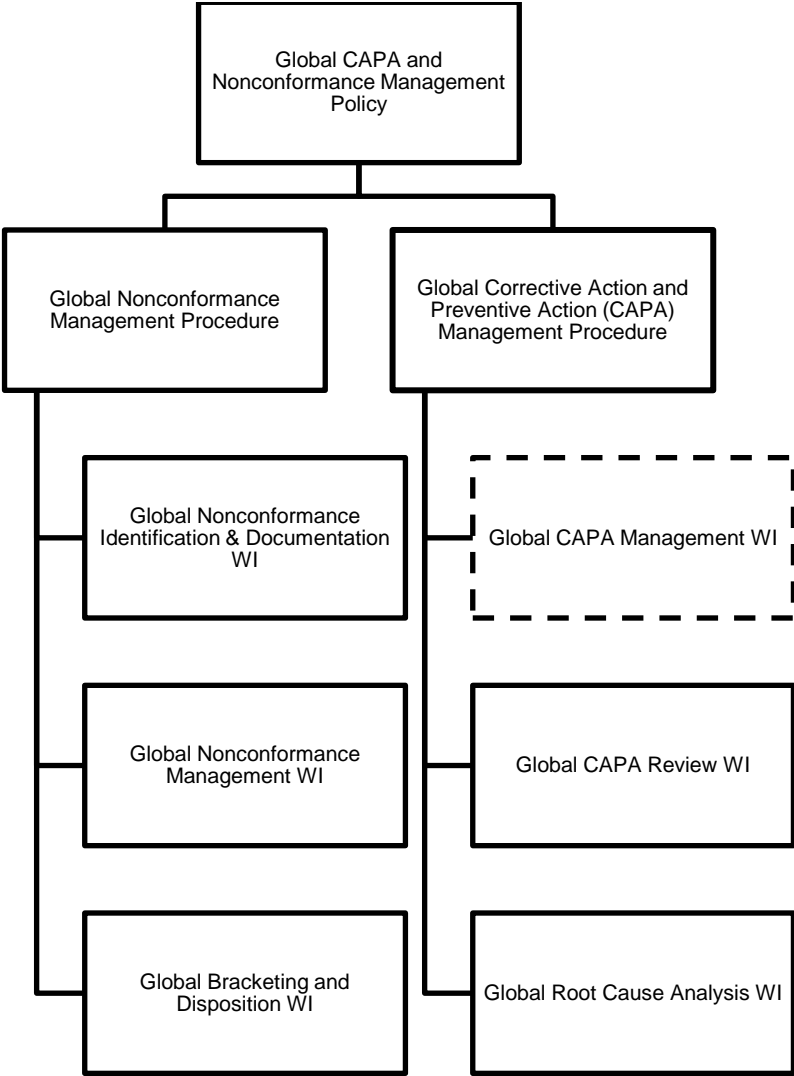 Global CAPA and
Nonconformance Management
Policy
Global Nonconformance
Management Procedure
Global Corrective Action and
Preventive Action (CAPA)
Management Procedure
Global Nonconformance
Identification & Documentation
WI
Global CAPA Management WI
Global Nonconformance
Management WI
Global CAPA Review WI
Global Bracketing and
Disposition WI
Global Root Cause Analysis WI